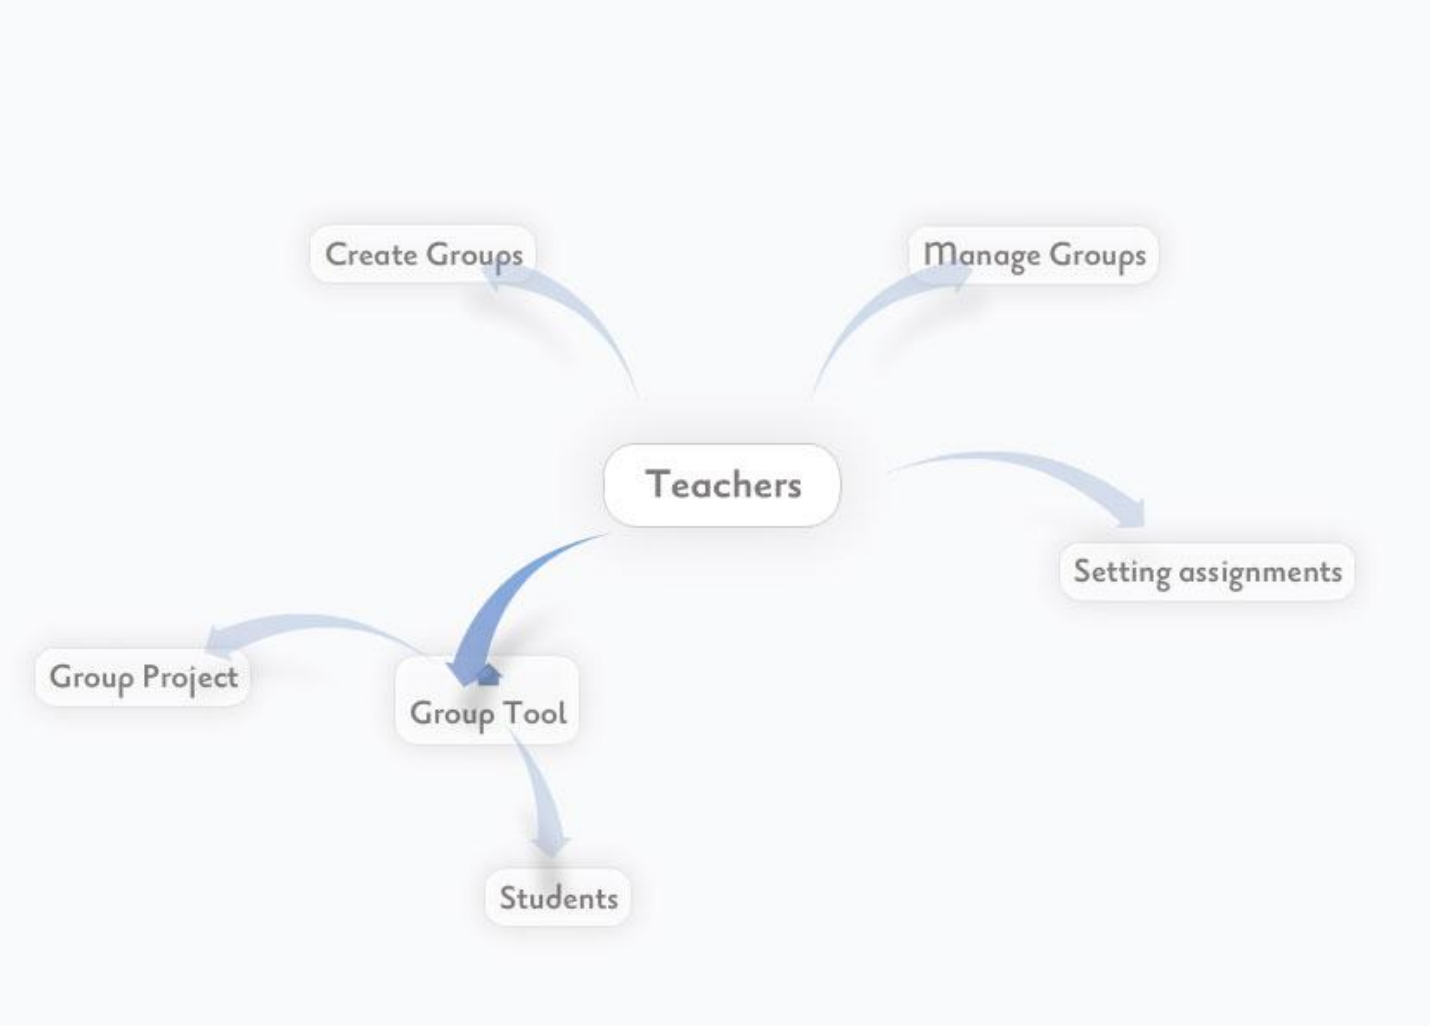 Create Groups
Manage Groups
Teachers
Setting assignments
Group Project
Group Tool
Students